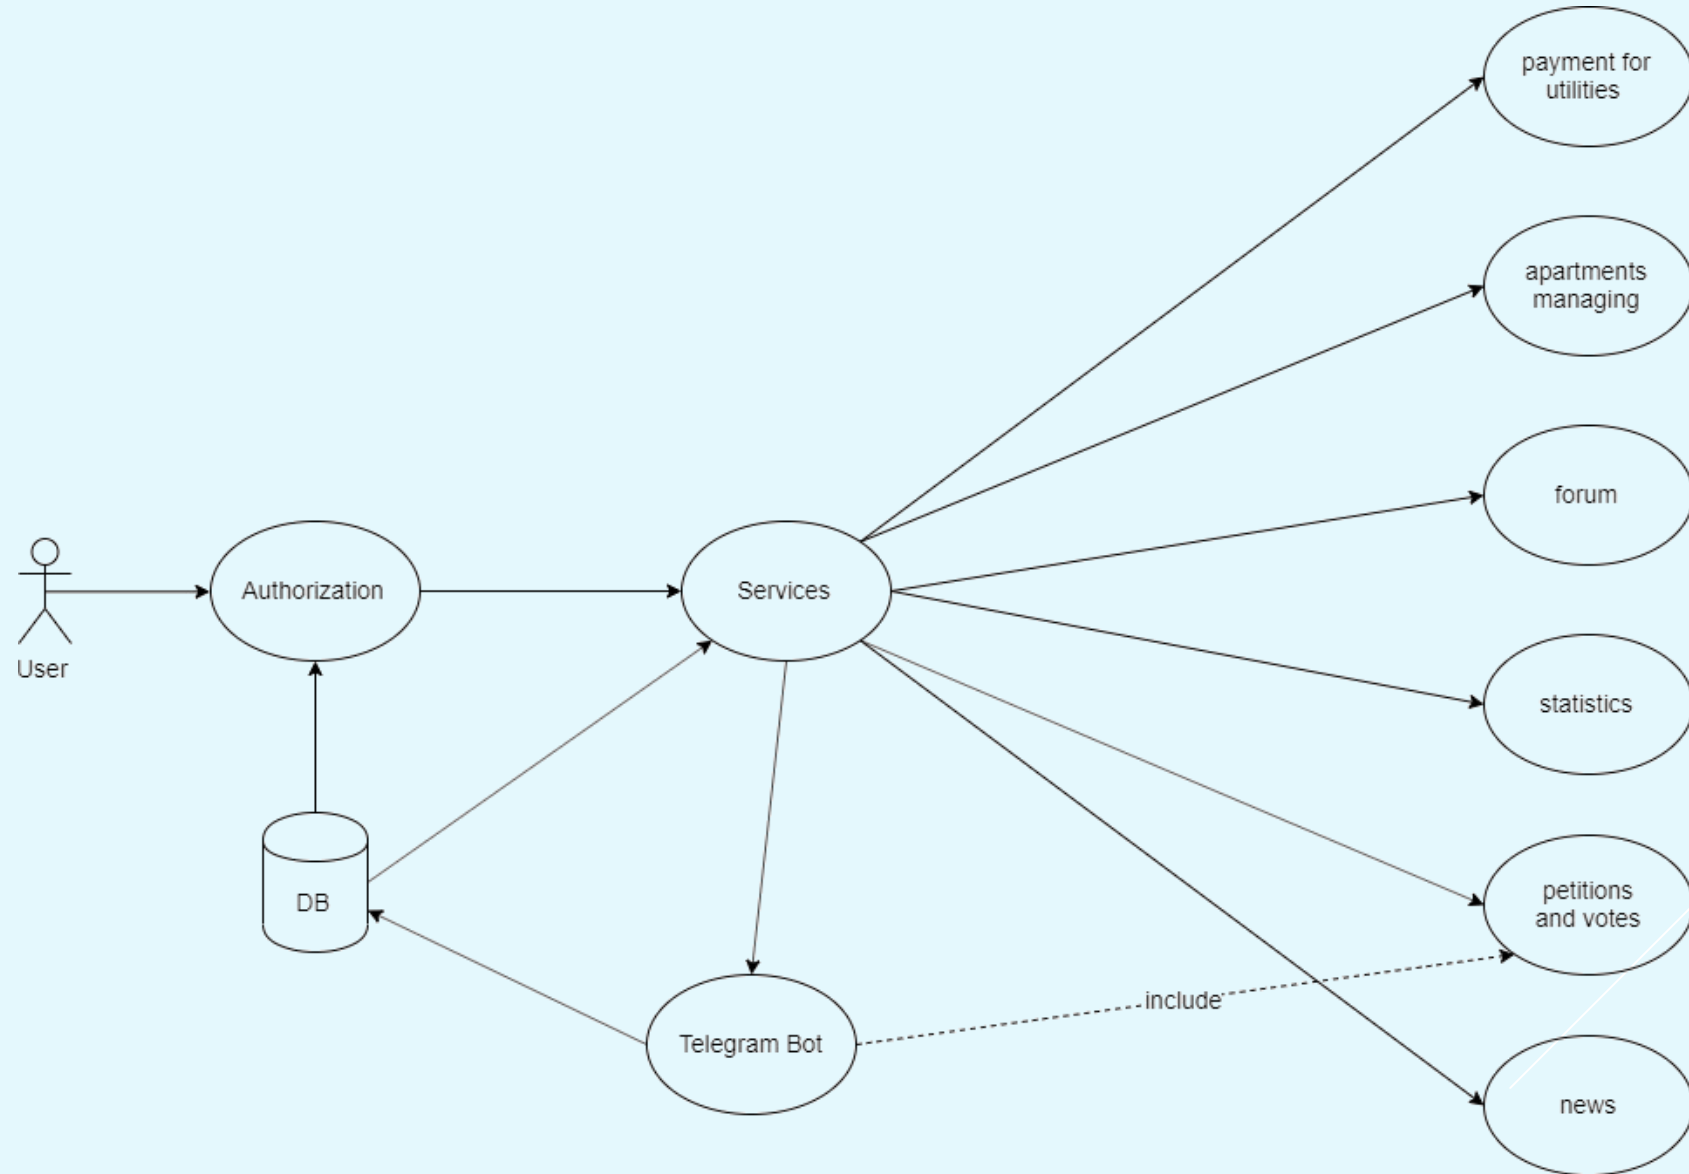 payment for
utilities
apartments
managing
forum
User
Authorization
Services
statistics
DB
petitions
and votes
include
Telegram Bot
news